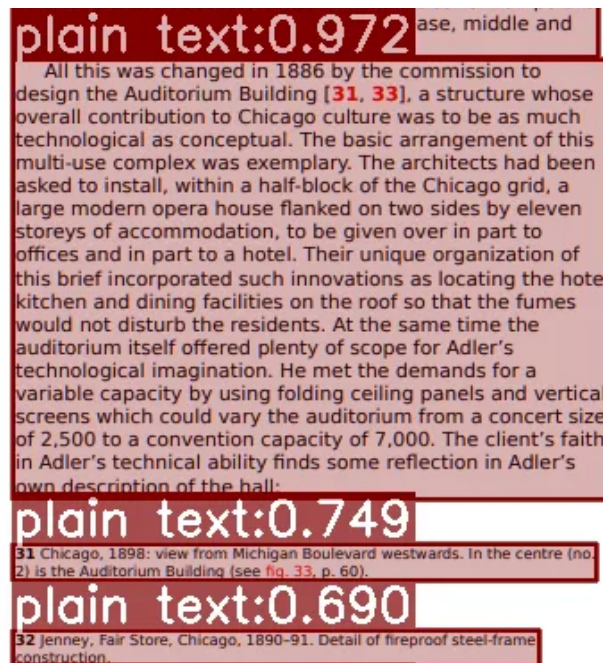 plain text:0.972
ase, middle and
All this was changed in 1886 by the commission to
design the Auditorium Building [31, 33], a structure whose
overall contribution to Chicago culture was to be as much
technological as conceptual. The basic arrangement of this
multi-use complex was exemplary. The architects had been
asked to install, within a half-block of the Chicago grid, a
large modern opera house flanked on two sides by eleven
storeys of accommodation, to be given over in part to
offices and in part to a hotel. Their unique organization of
this brief incorporated such innovations as locating the hote
kitchen and dining facilities on the roof so that the fumes
would not disturb the residents. At the same time the
auditorium itself offered plenty of scope for Adler’s
technological imagination. He met the demands for a
variable capacity by using folding ceiling panels and vertical
screens which could vary the auditorium from a concert size
of 2,500 to a convention capacity of 7,000. The client’s faith
in Adler’s technical ability finds some reflection in Adler’s
own description of the hall:
plain text:0.749
31 Chicago, 1898: view from Michigan Boulevard westwards. In the centre (no.
2) is the Auditorium Building (see fig. 33, p. 60).
plain text:0.690
32 Jenney, Fair Store, Chicago, 1890–91. Detail of fireproof steel-frame
construction.